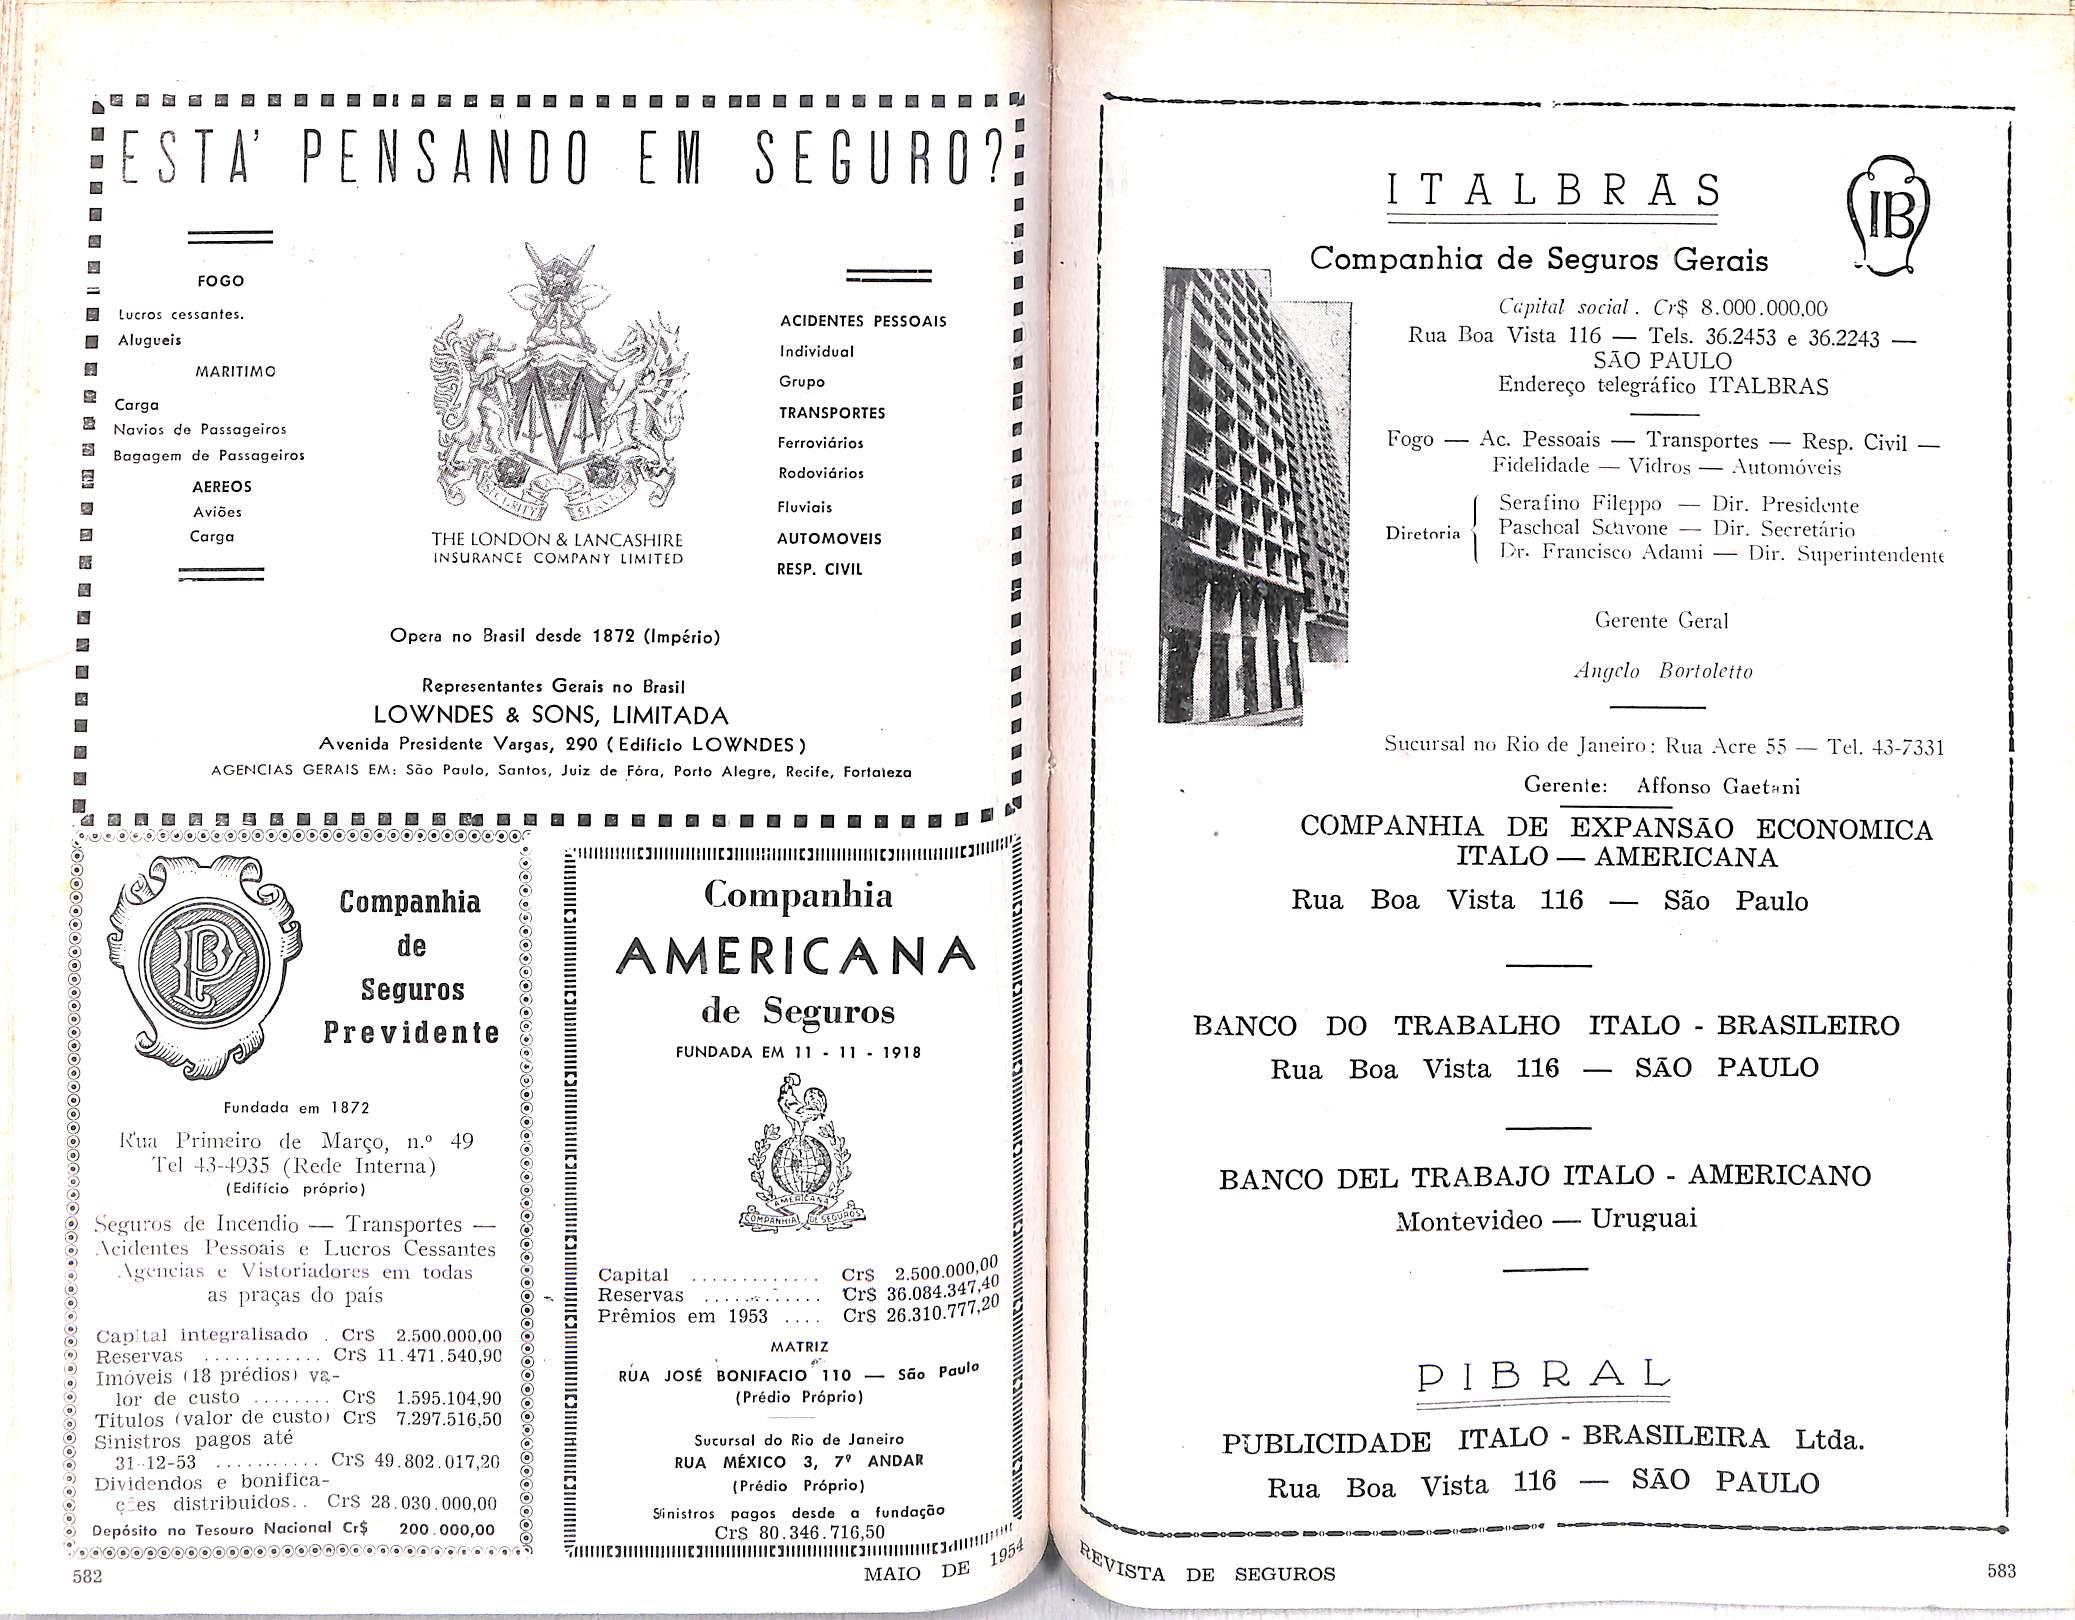 ESTA' PENSANDO EM SEGURO?
FOGO
Lucros cessantes.
Alugueis
MARITIMO
Carga
Navios de Passageiros
Bagagem de Passageiros
AEREOS
Aviões
Carga
SECURITY AND SERVICE
THE LONDON & LANCASHIRE
INSURANCE COMPANY LIMITED
ACIDENTES PESSOAIS
Individual
Grupo
TRANSPORTES
Ferroviários
Rodoviários
Fluviais
AUTOMOVEIS
RESP. CIVIL
Opera no Brasil desde 1872 (Império)
Representantes Gerais no Brasil
LOWNDES & SONS, LIMITADA
Avenida Presidente Vargas, 290 (Edificio LOWNDES)
AGENCIAS GERAIS EM: São Paulo, Santos, Juiz de Fóra, Porto Alegre, Recife, Fortaleza
Companhia
de
Seguros
Previdente
Fundada em 1872
Rua Primeiro de Março, n.º 49
Tel 43-4935 (Rede Interna)
(Edifício próprio)
Seguros de Incendio — Transportes —
Acidentes Pessoais e Lucros Cessantes
Agencias e Vistoriadores em todas
as praças do país
Capital integralisado . Cr$ 2.500.000,00
Reservas ............ Cr$ 11.471.540,90
Imóveis (18 prédios) va-
lor de custo ........ Cr$ 1.595.104,90
Titulos (valor de custo) Cr$ 7.297.516,50
Sinistros pagos até
31-12-53 ........... Cr$ 49.802.017,20
Dividendos e bonifica-
ções distribuidos.. Cr$ 28.030.000,00
Depósito no Tesouro Nacional Cr$ 200.000,00
Companhia
AMERICANA
de Seguros
FUNDADA EM 11 - 11 - 1918
AMERICANA
COMPANHIA DE SEGUROS
Capital ............. Cr$ 2.500.000,00
Reservas ............ Cr$ 36.084.347,40
Prêmios em 1953 .... Cr$ 26.310.777,20
MATRIZ
RUA JOSÉ BONIFACIO 110 — São Paulo
(Prédio Próprio)
Sucursal do Rio de Janeiro
RUA MÉXICO 3, 7º ANDAR
(Prédio Próprio)
Sinistros pagos desde a fundação
Cr$ 80.346.716,50
582
MAIO DE 1954
ITALBRAS
IB
Companhia de Seguros Gerais
Capital social. Cr$ 8.000.000,00
Rua Boa Vista 116 — Tels. 36.2453 e 36.2243 —
SÃO PAULO
Endereço telegráfico ITALBRAS
Fogo — Ac. Pessoais — Transportes — Resp. Civil —
Fidelidade — Vidros — Automóveis
Diretoria
Serafino Fileppo — Dir. Presidente
Paschoal Scavone — Dir. Secretário
Dr. Francisco Adami — Dir. Superintendente
Gerente Geral
Angelo Bortoletto
Sucursal no Rio de Janeiro: Rua Acre 55 — Tel. 43-7331
Gerente: Affonso Gaetani
COMPANHIA DE EXPANSÃO ECONOMICA
ITALO — AMERICANA
Rua Boa Vista 116 — São Paulo
BANCO DO TRABALHO ITALO - BRASILEIRO
Rua Boa Vista 116 — SÃO PAULO
BANCO DEL TRABAJO ITALO - AMERICANO
Montevideo — Uruguai
PIBRAL
PUBLICIDADE ITALO - BRASILEIRA Ltda.
Rua Boa Vista 116 — SÃO PAULO
REVISTA DE SEGUROS
583